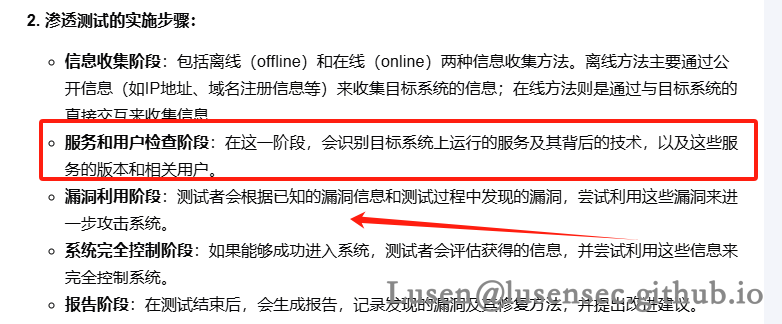 2. 渗透测试的实施步骤：
信息收集阶段：包括离线（offline）和在线（online）两种信息收集方法。离线方法主要通过公
开信息（如IP地址、域名注册信息等）来收集目标系统的信息；在线方法则是通过与目标系统的
直接交互来收集信息
服务和用户检查阶段：在这一阶段，会识别目标系统上运行的服务及其背后的技术，以及这些服
务的版本和相关用户。
漏洞利用阶段：测试者会根据已知的漏洞信息和测试过程中发现的漏洞，尝试利用这些漏洞来进
一步攻击系统。
系统完全控制阶段：如果能够成功进入系统，测试者会评估获得的信息，并尝试利用这些信息来
完全控制系统。
报告阶段：在测试结束后，会生成报告，记录发现的漏洞及其修复方法，并提出改进建议。
Lusen@lusensec.github.io